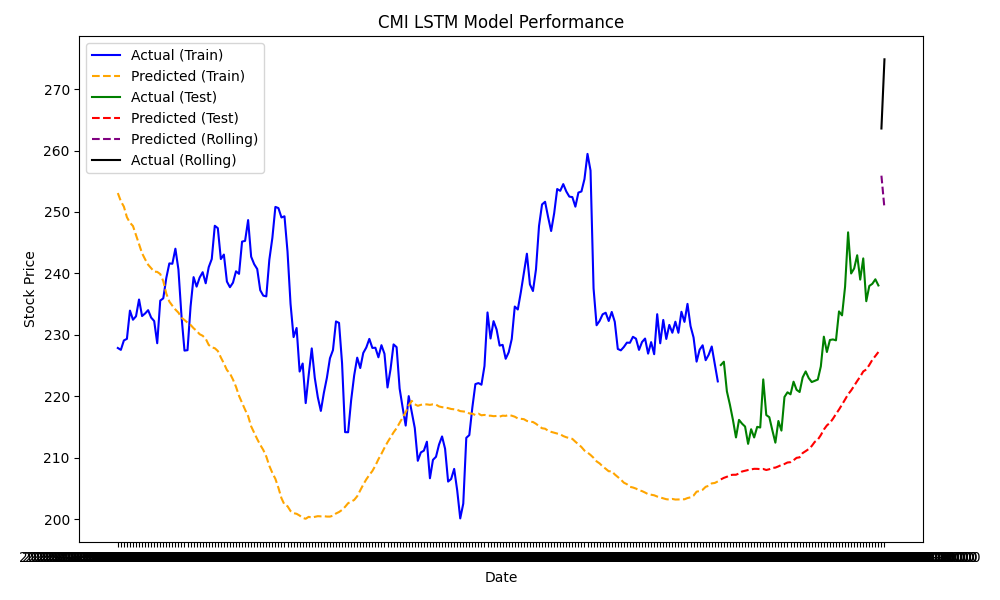 CMI LSTM Model Performance
Actual (Train)
Predicted (Train)
Actual (Test)
Predicted (Test)
Predicted (Rolling)
Actual (Rolling)
Stock Price
270
260
250
240
230
220
210
200
Date